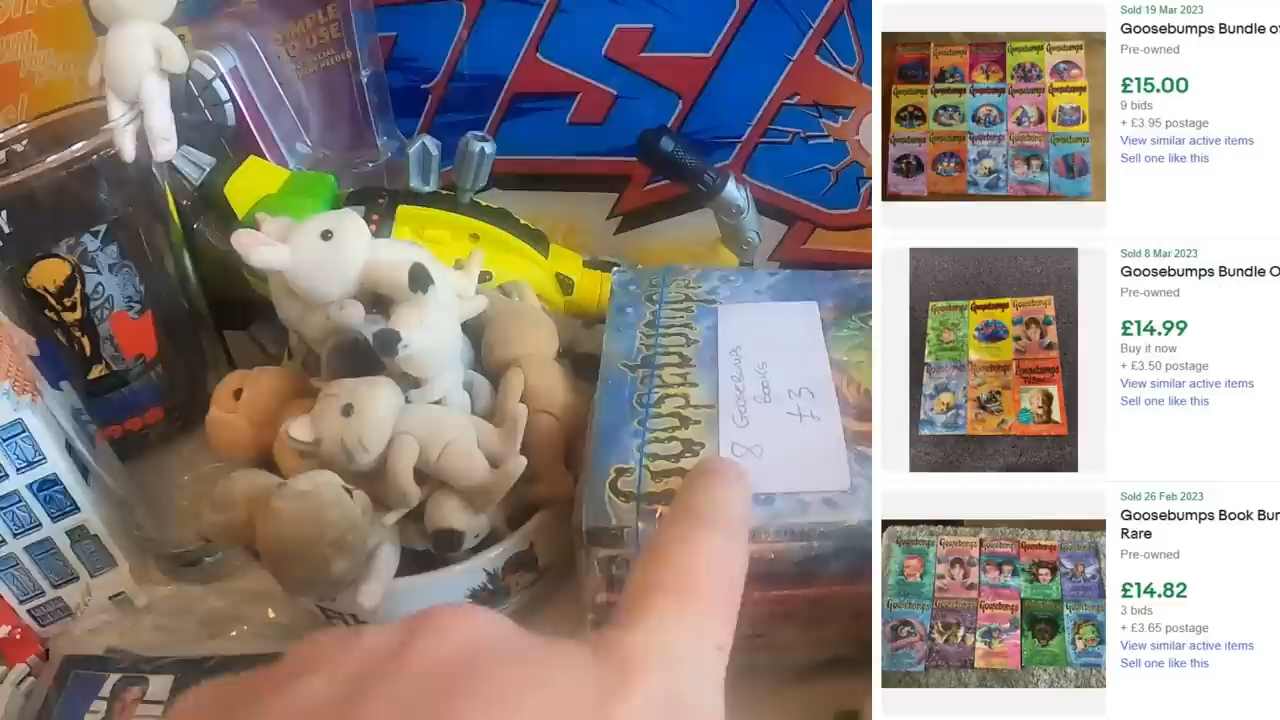 SIMPLE
TO USE
8 GOOSEBUMPS
books
£3
Goosebumps
1998
Sold 19 Mar 2023
Goosebumps Bundle of
Pre-owned
£15.00
9 bids
+ £3.95 postage
View similar active items
Sell one like this
Sold 8 Mar 2023
Goosebumps Bundle O
Pre-owned
£14.99
Buy it now
+ £3.50 postage
View similar active items
Sell one like this
Sold 26 Feb 2023
Goosebumps Book Bun
Rare
Pre-owned
£14.82
3 bids
+ £3.65 postage
View similar active items
Sell one like this